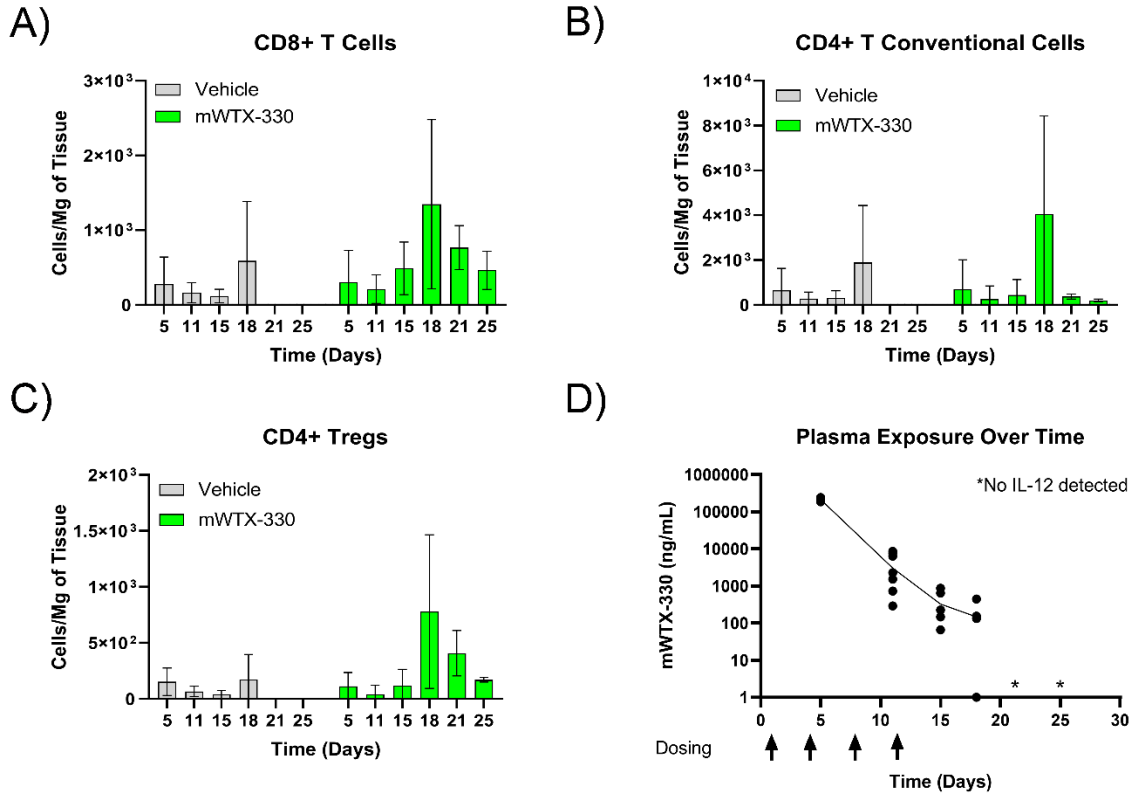 A)
CD8+ T Cells
3×10³
2×10³
1×10³
0
Cells/Mg of Tissue
Vehicle
mWTX-330
5 11 15 18 21 25 5 11 15 18 21 25
Time (Days)
B)
CD4+ T Conventional Cells
1×10⁴
8×10³
6×10³
4×10³
2×10³
0
Cells/Mg of Tissue
Vehicle
mWTX-330
5 11 15 18 21 25 5 11 15 18 21 25
Time (Days)
C)
CD4+ Tregs
2×10³
1.5×10³
1×10³
5×10²
0
Cells/Mg of Tissue
Vehicle
mWTX-330
5 11 15 18 21 25 5 11 15 18 21 25
Time (Days)
D)
Plasma Exposure Over Time
*No IL-12 detected
1000000
100000
10000
1000
100
10
1
mWTX-330 (ng/mL)
* *
0 5 10 15 20 25 30
Dosing
Time (Days)